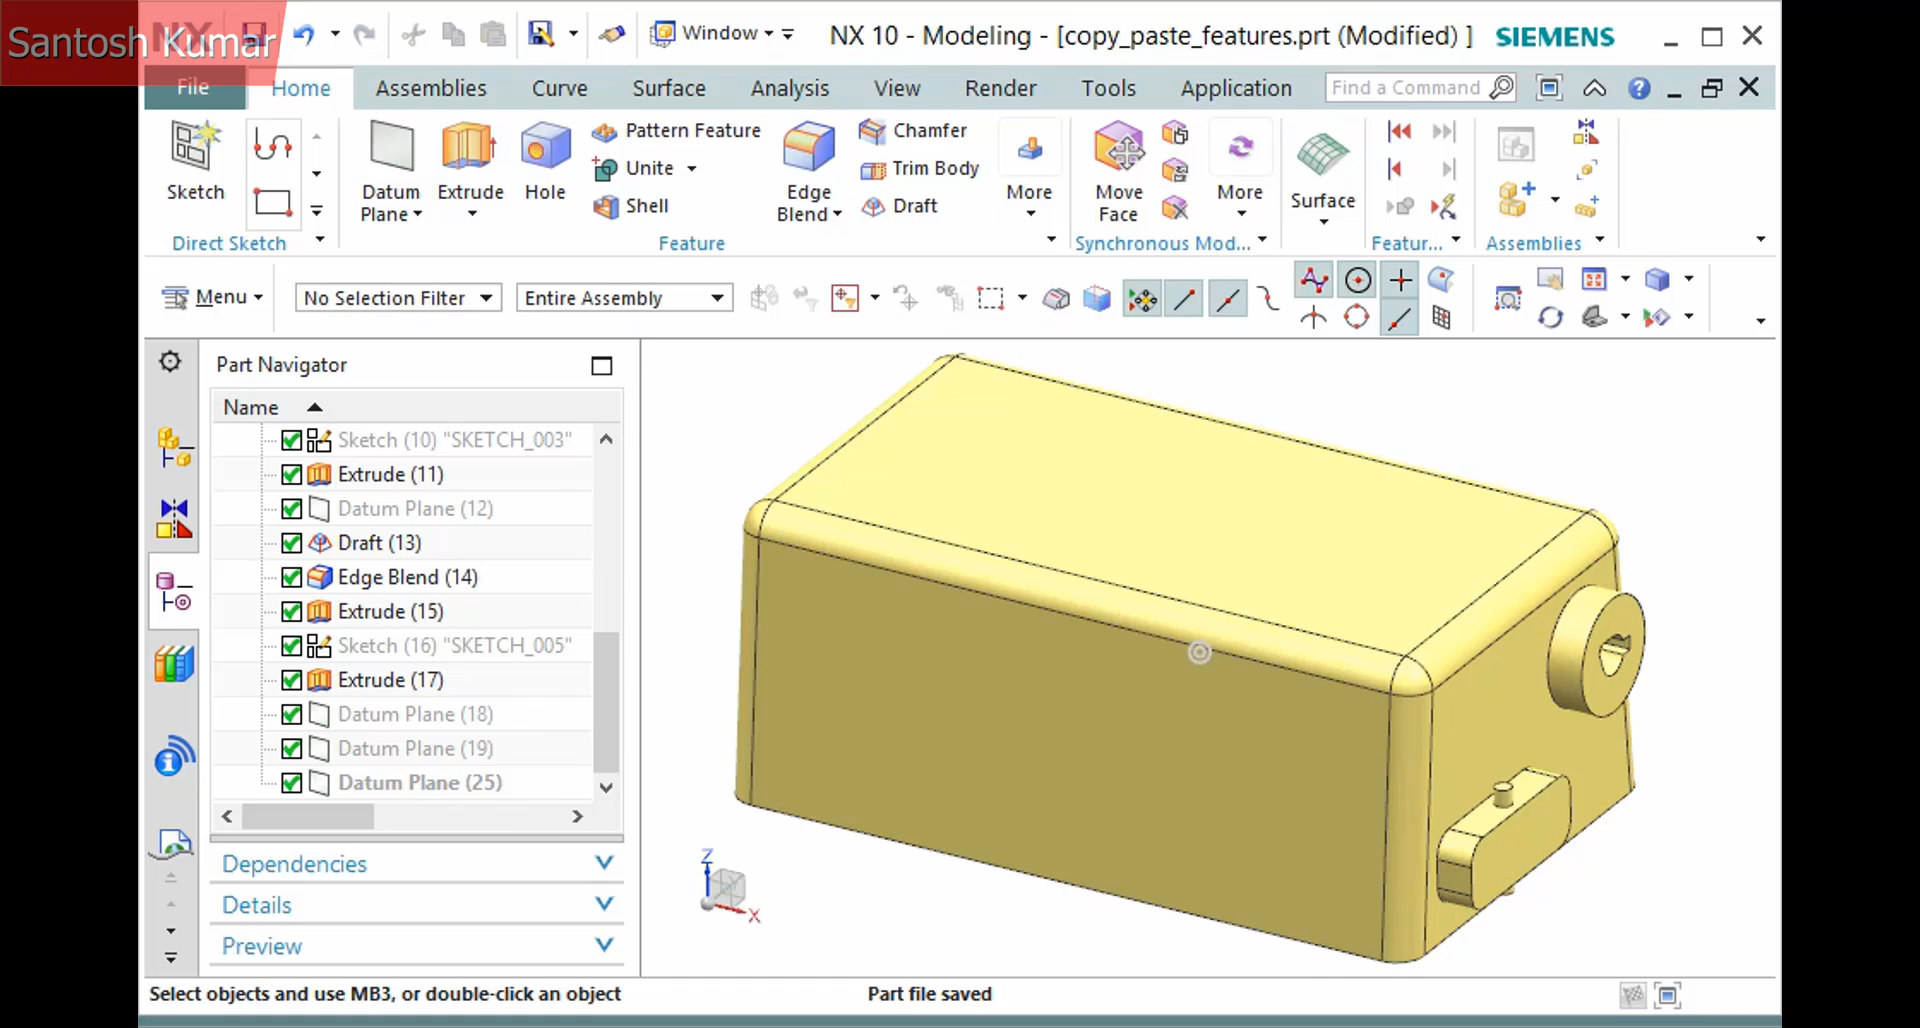 Santosh Kumar
NX
Window
NX 10 - Modeling - [copy_paste_features.prt (Modified) ]
SIEMENS
File
Home
Assemblies
Curve
Surface
Analysis
View
Render
Tools
Application
Find a Command
Sketch
Datum
Plane
Extrude
Hole
Pattern Feature
Unite
Shell
Edge
Blend
Chamfer
Trim Body
Draft
More
Move
Face
More
Surface
Direct Sketch
Feature
Synchronous Mod...
Featur...
Assemblies
Menu
No Selection Filter
Entire Assembly
Part Navigator
Name
Sketch (10) "SKETCH_003"
Extrude (11)
Datum Plane (12)
Draft (13)
Edge Blend (14)
Extrude (15)
Sketch (16) "SKETCH_005"
Extrude (17)
Datum Plane (18)
Datum Plane (19)
Datum Plane (25)
Dependencies
Details
Preview
Z
X
Select objects and use MB3, or double-click an object
Part file saved